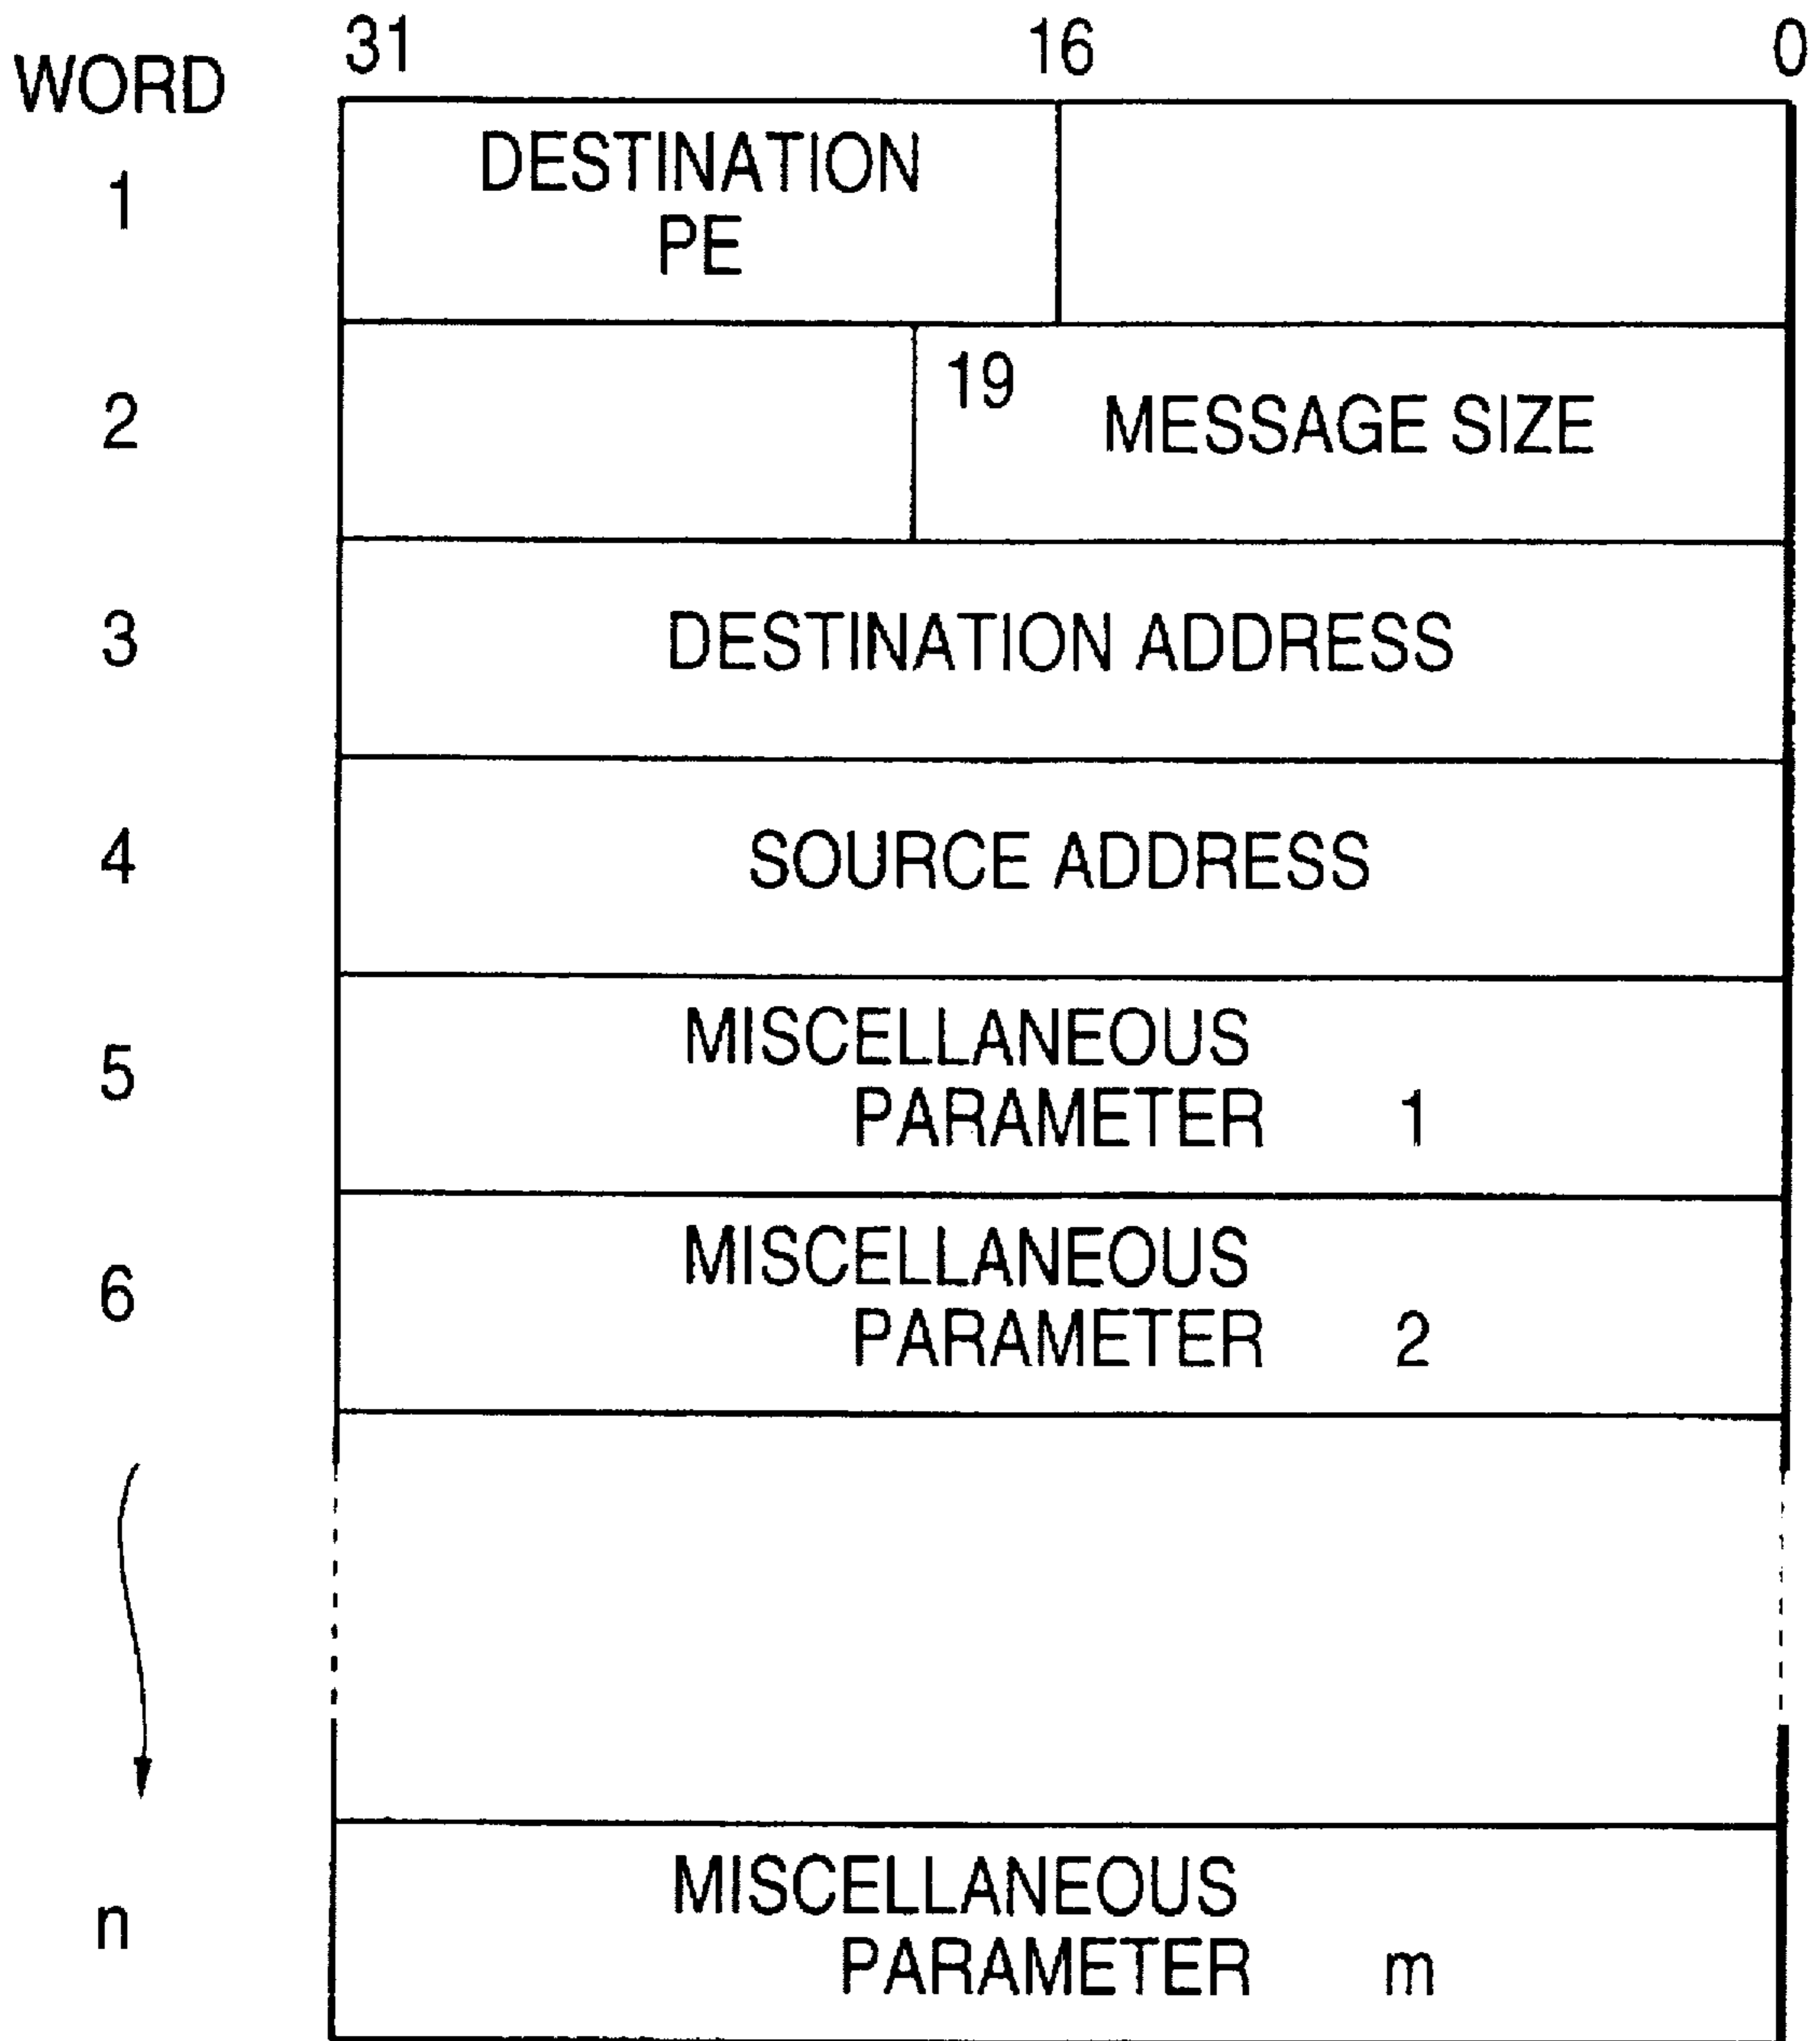 31 16 0
WORD
1 DESTINATION
PE
2 19 MESSAGE SIZE
3 DESTINATION ADDRESS
4 SOURCE ADDRESS
5 MISCELLANEOUS
PARAMETER 1
6 MISCELLANEOUS
PARAMETER 2
n MISCELLANEOUS
PARAMETER m